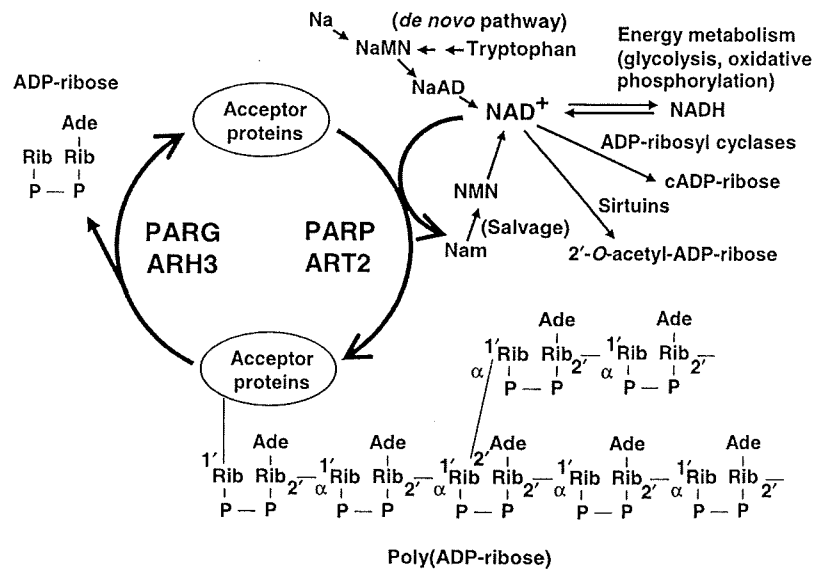 Na
(de novo pathway)
NaMN
Tryptophan
NaAD
NAD+
Energy metabolism
(glycolysis, oxidative
phosphorylation)
NADH
ADP-ribosyl cyclases
cADP-ribose
Sirtuins
2′-O-acetyl-ADP-ribose
NMN
(Salvage)
Nam
ADP-ribose
Ade
Rib Rib
P P
Acceptor
proteins
PARG
ARH3
PARP
ART2
Acceptor
proteins
Ade Ade
1′ Rib Rib 2′ 1′ Rib Rib 2′
α α
P P P P
Ade Ade 2′ Ade Ade Ade
1′ Rib Rib 2′ 1′ Rib Rib 2′ 1′ Rib Rib 2′ 1′ Rib Rib 2′ 1′ Rib Rib 2′
α α α α
P P P P P P P P P P
Poly(ADP-ribose)